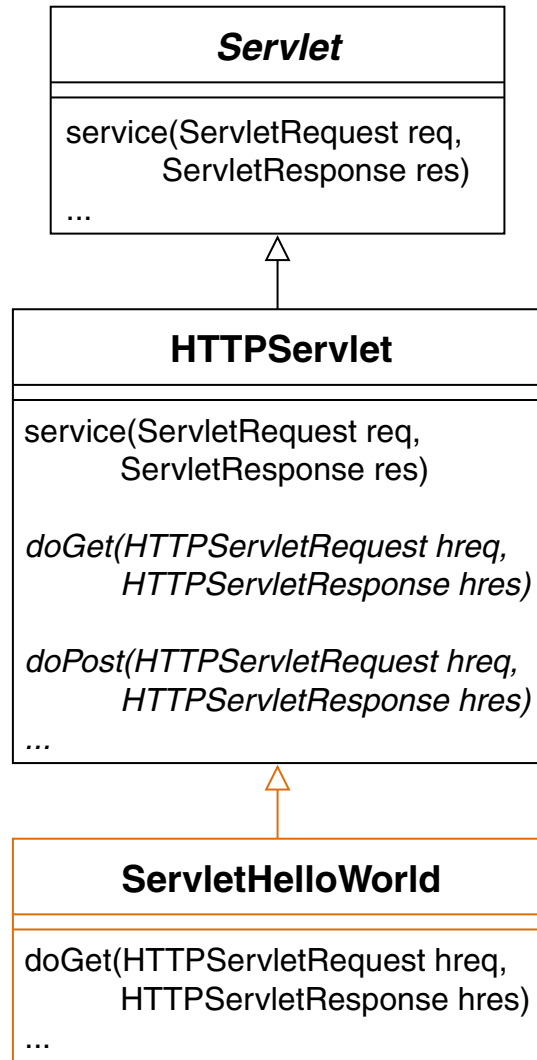 Servlet
service(ServletRequest req,
ServletResponse res)
...
HTTPServlet
service(ServletRequest req,
ServletResponse res)
doGet(HTTPServletRequest hreq,
HTTPServletResponse hres)
doPost(HTTPServletRequest hreq,
HTTPServletResponse hres)
...
ServletHelloWorld
doGet(HTTPServletRequest hreq,
HTTPServletResponse hres)
...